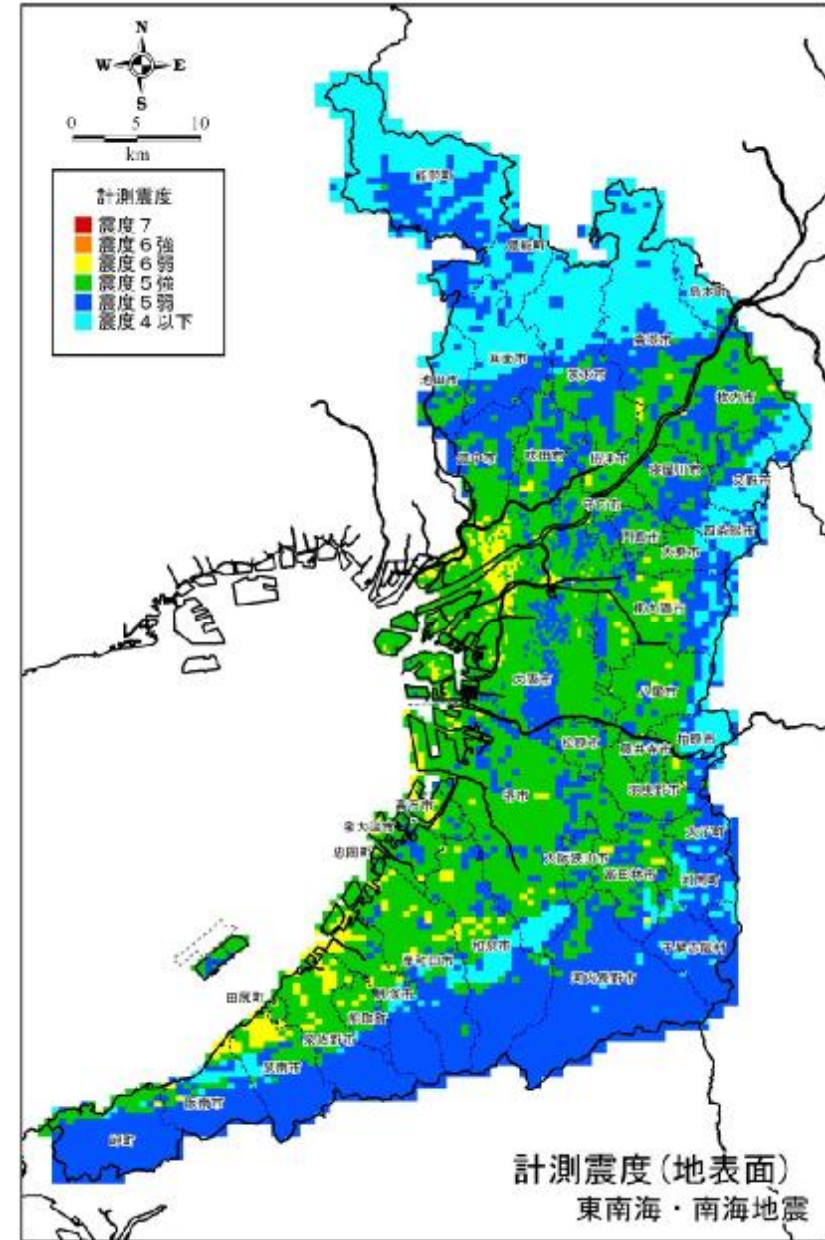 N
W E
S
0 5 10
km
計測震度
震度7
震度6強
震度6弱
震度5強
震度5弱
震度4以下
能勢町
豊能町
島本町
高槻市
箕面市
茨木市
池田市
枚方市
豊中市
吹田市
摂津市
寝屋川市
交野市
守口市
門真市
四条畷市
大東市
東大阪市
大阪市
八尾市
松原市
藤井寺市
柏原市
羽曳野市
堺市
高石市
泉大津市
忠岡町
太子町
大阪狭山市
富田林市
河南町
和泉市
岸和田市
千早赤阪村
河内長野市
貝塚市
田尻町
熊取町
泉佐野市
泉南市
阪南市
岬町
計測震度(地表面)
東南海・南海地震